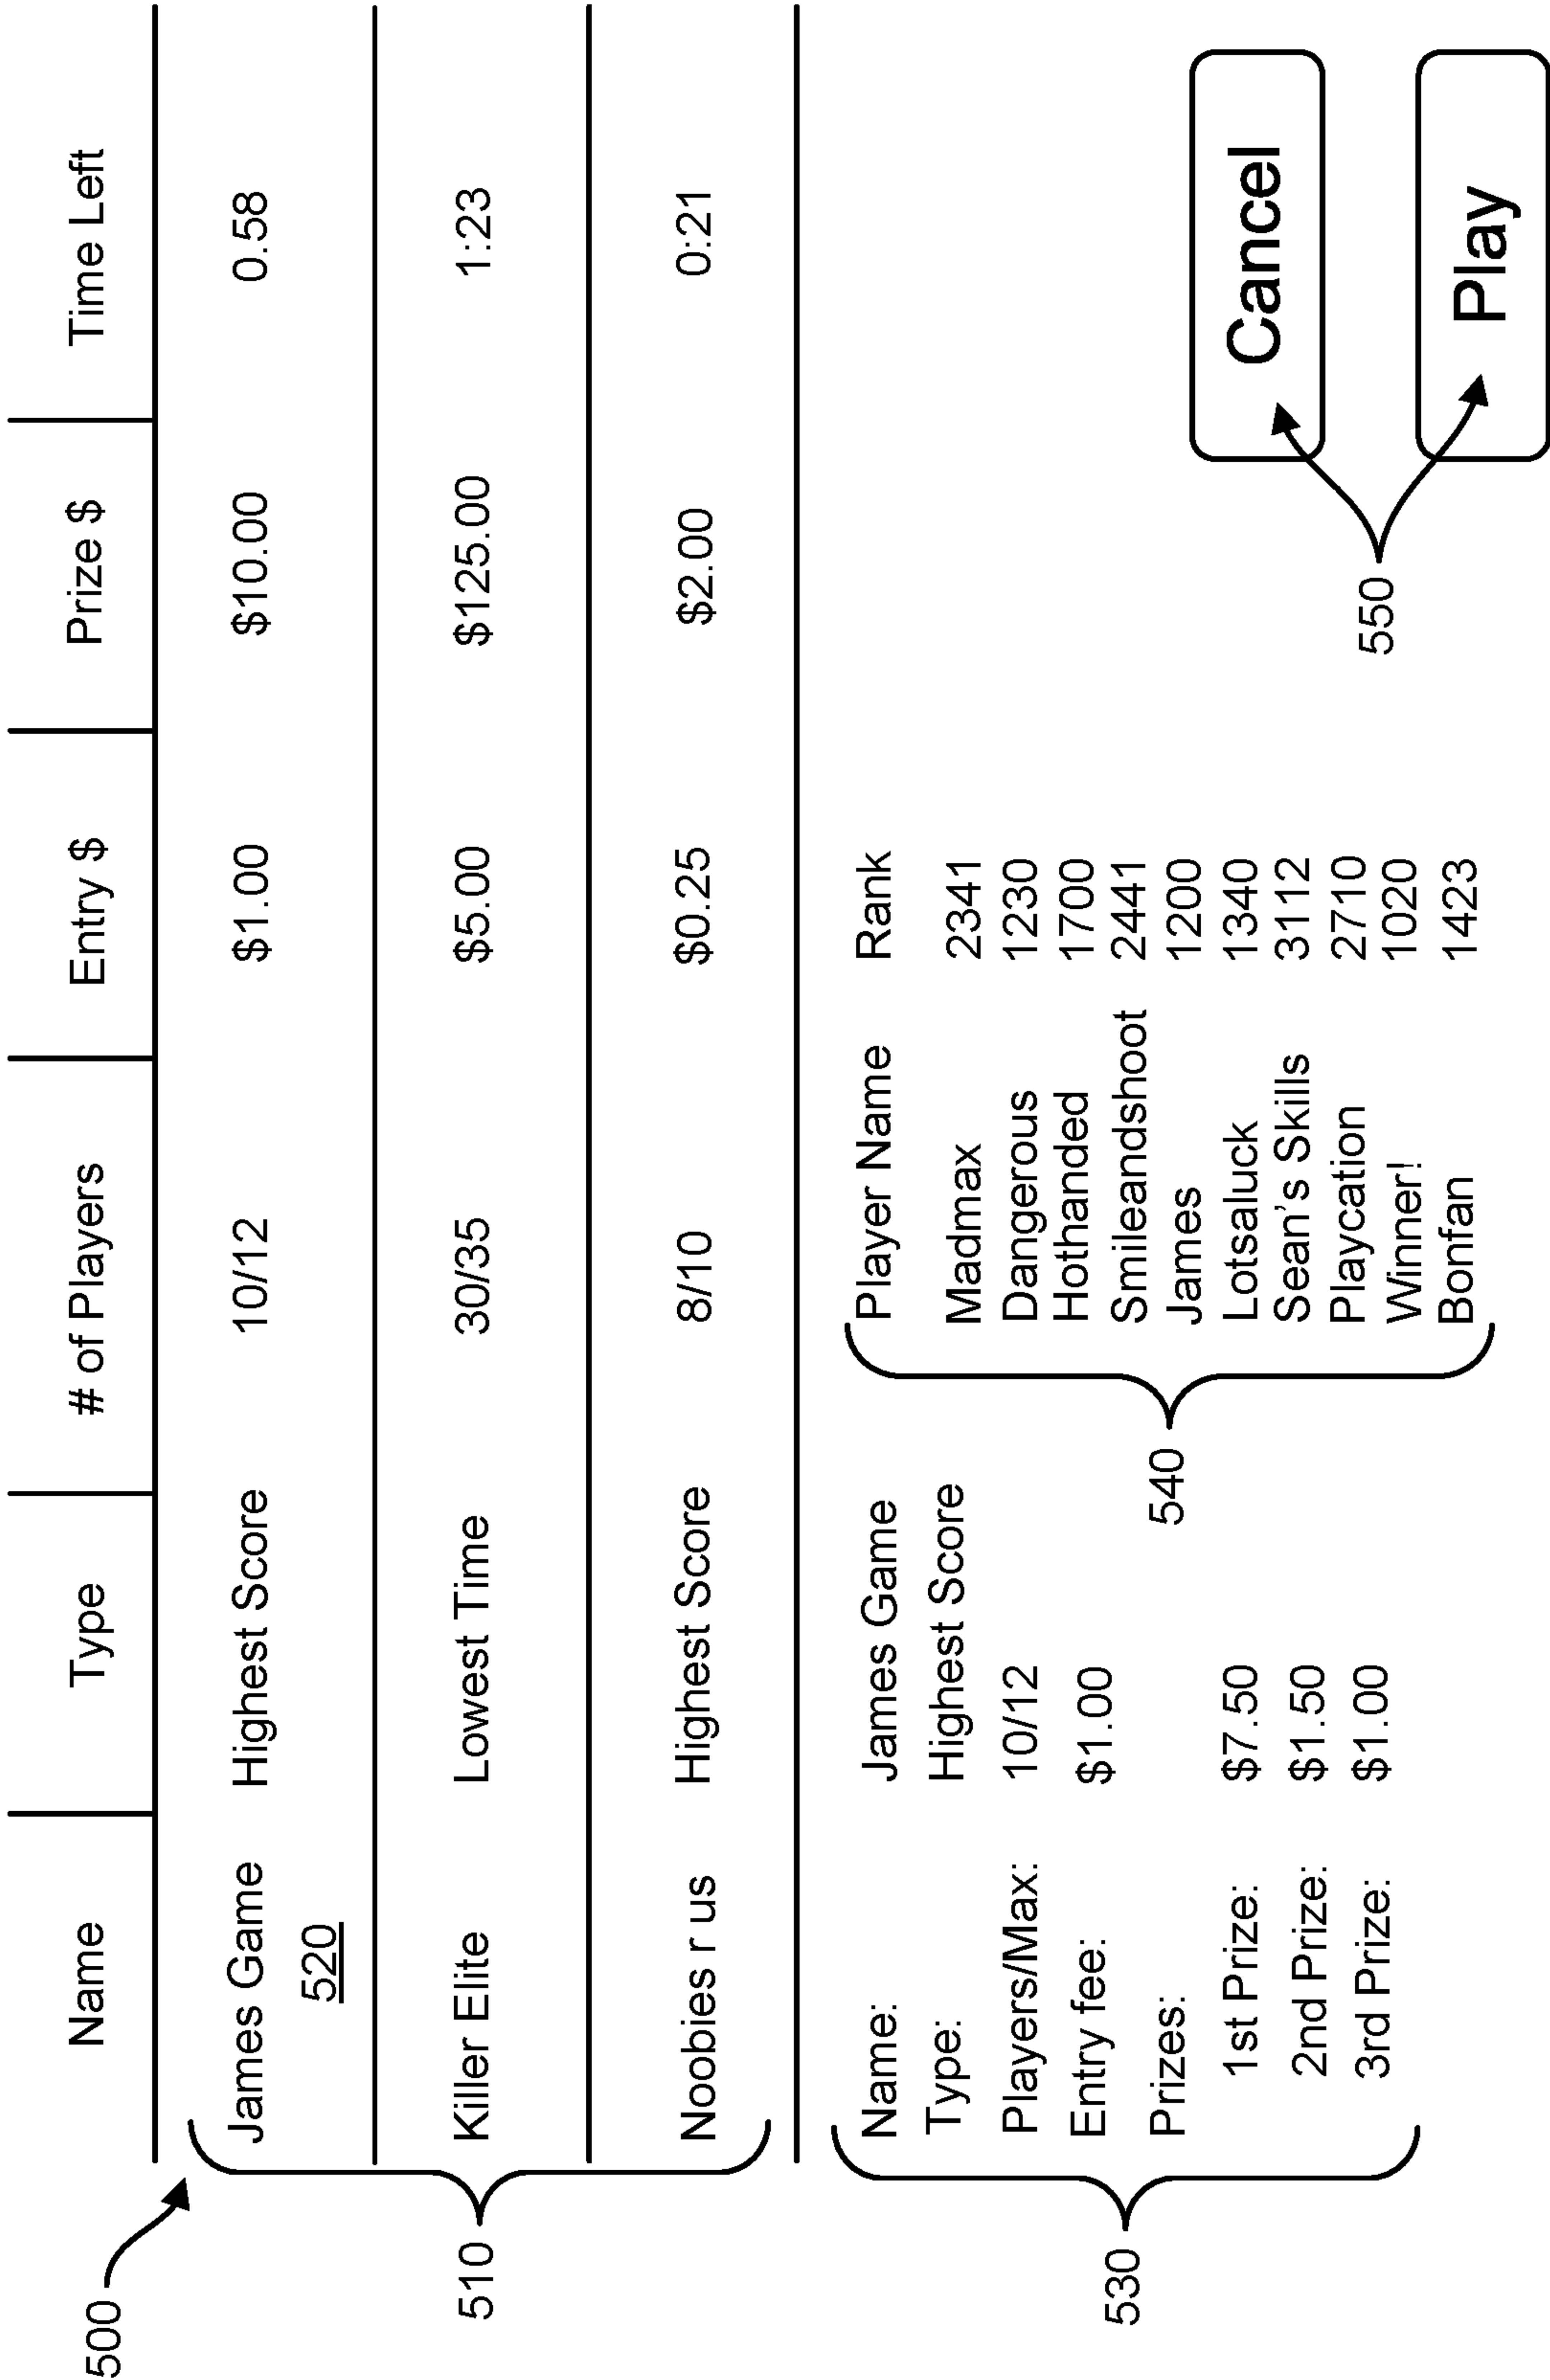 500
Name Type # of Players Entry $ Prize $ Time Left
James Game Highest Score 10/12 $1.00 $10.00 0.58
520
510
Killer Elite Lowest Time 30/35 $5.00 $125.00 1:23
Noobies r us Highest Score 8/10 $0.25 $2.00 0:21
530
Name: James Game
Type: Highest Score
Players/Max: 10/12
Entry fee: $1.00
Prizes:
1st Prize: $7.50
2nd Prize: $1.50
3rd Prize: $1.00
540
Player Name Rank
Madmax 2341
Dangerous 1230
Hothanded 1700
Smileandshoot 2441
James 1200
Lotsaluck 1340
Sean's Skills 3112
Playcation 2710
Winner! 1020
Bonfan 1423
550
Cancel
Play